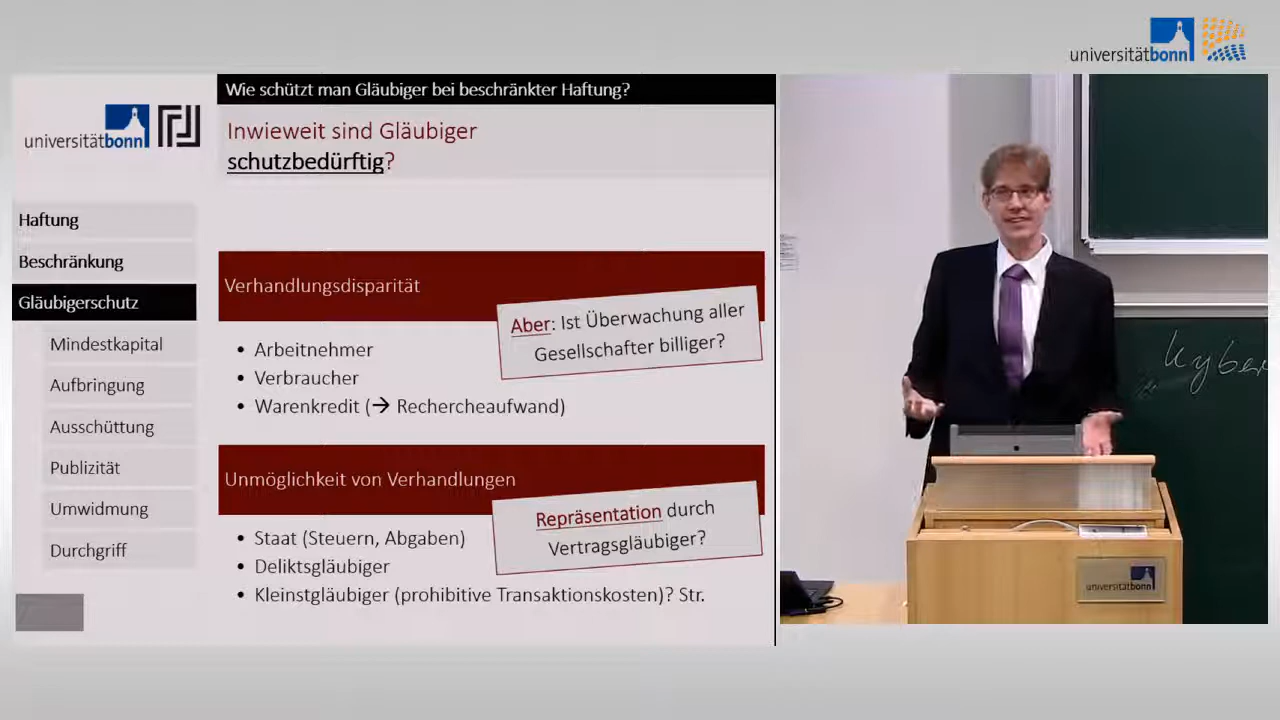 universitätbonn
Wie schützt man Gläubiger bei beschränkter Haftung?
universitätbonn
Inwieweit sind Gläubiger
schutzbedürftig?
Haftung
Beschränkung
Gläubigerschutz
Mindestkapital
Aufbringung
Ausschüttung
Publizität
Umwidmung
Durchgriff
Verhandlungsdisparität
Aber: Ist Überwachung aller
Gesellschafter billiger?
• Arbeitnehmer
• Verbraucher
• Warenkredit (→ Rechercheaufwand)
Unmöglichkeit von Verhandlungen
Repräsentation durch
Vertragsgläubiger?
• Staat (Steuern, Abgaben)
• Deliktsgläubiger
• Kleinstgläubiger (prohibitive Transaktionskosten)? Str.
Kyber
universitätbonn